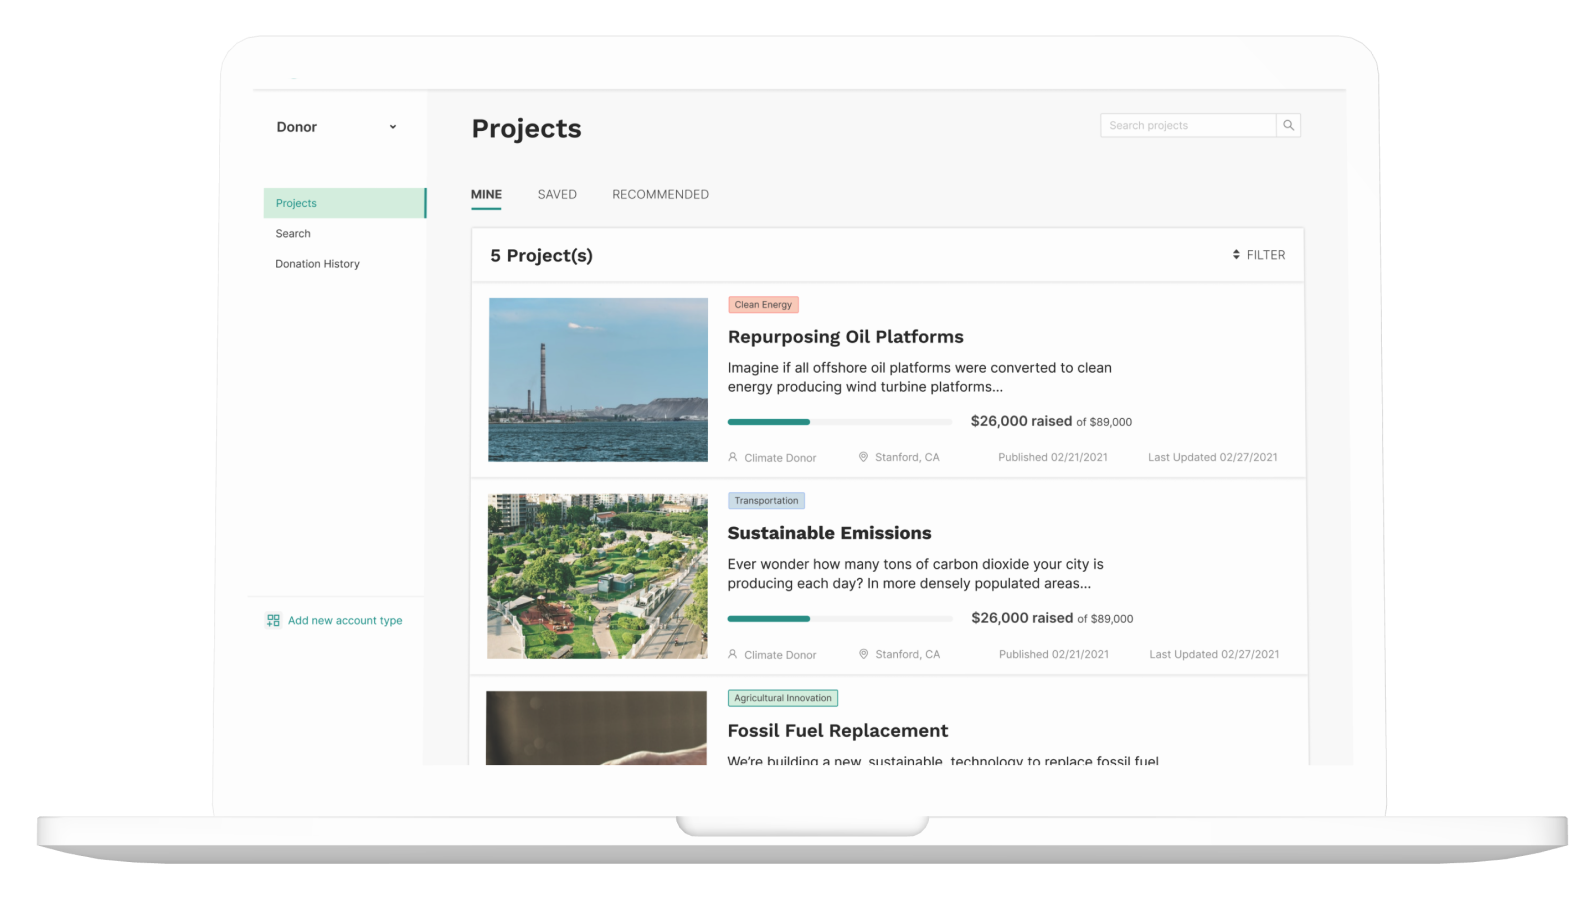 Donor
Projects
Search projects
Projects
Search
Donation History
Add new account type
MINE SAVED RECOMMENDED
5 Project(s)
FILTER
Clean Energy
Repurposing Oil Platforms
Imagine if all offshore oil platforms were converted to clean
energy producing wind turbine platforms...
$26,000 raised of $89,000
Climate Donor Stanford, CA Published 02/21/2021 Last Updated 02/27/2021
Transportation
Sustainable Emissions
Ever wonder how many tons of carbon dioxide your city is
producing each day? In more densely populated areas...
$26,000 raised of $89,000
Climate Donor Stanford, CA Published 02/21/2021 Last Updated 02/27/2021
Agricultural Innovation
Fossil Fuel Replacement
We're building a new, sustainable, technology to replace fossil fuel